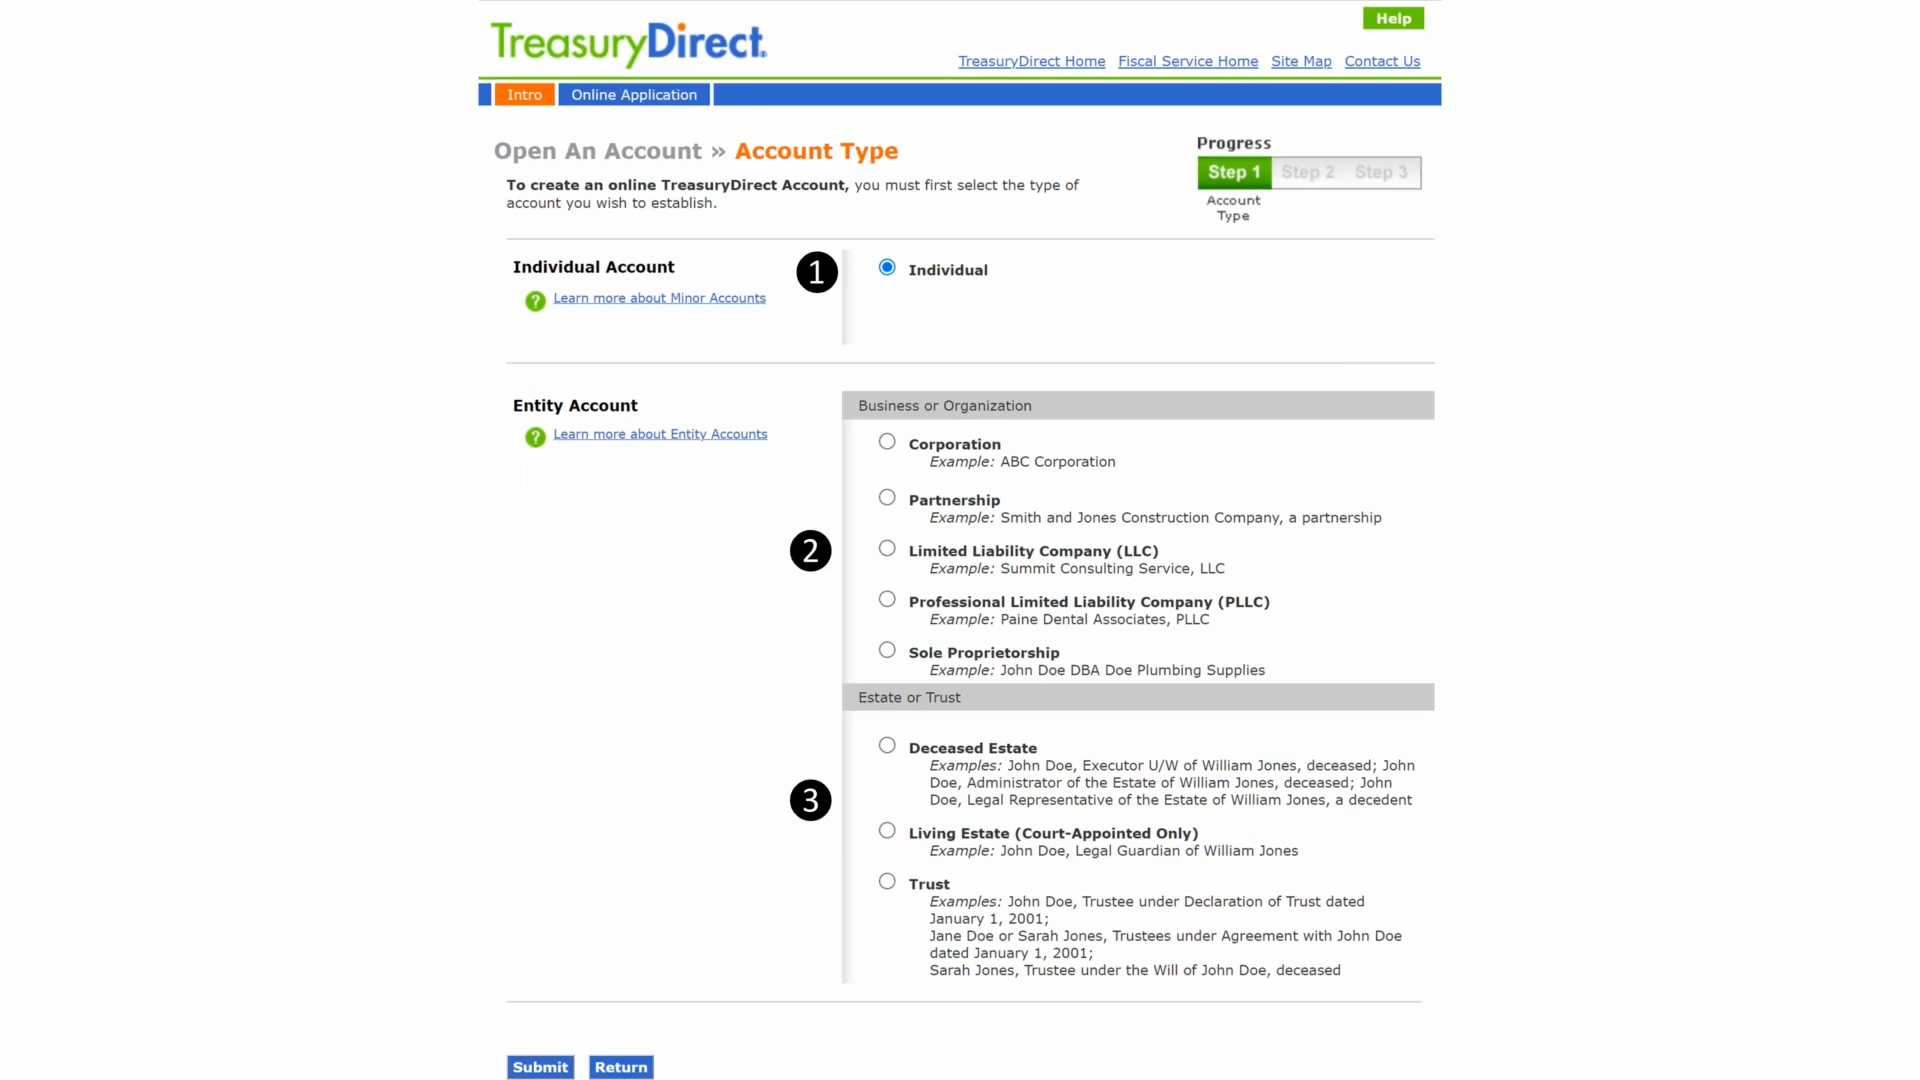 Help
TreasuryDirect.
TreasuryDirect Home Fiscal Service Home Site Map Contact Us
Intro Online Application
Open An Account » Account Type
Progress
Step 1 Step 2 Step 3
Account
Type
To create an online TreasuryDirect Account, you must first select the type of
account you wish to establish.
Individual Account
? Learn more about Minor Accounts
1
Individual
Entity Account
? Learn more about Entity Accounts
Business or Organization
Corporation
Example: ABC Corporation
Partnership
Example: Smith and Jones Construction Company, a partnership
2
Limited Liability Company (LLC)
Example: Summit Consulting Service, LLC
Professional Limited Liability Company (PLLC)
Example: Paine Dental Associates, PLLC
Sole Proprietorship
Example: John Doe DBA Doe Plumbing Supplies
Estate or Trust
Deceased Estate
Examples: John Doe, Executor U/W of William Jones, deceased; John
Doe, Administrator of the Estate of William Jones, deceased; John
Doe, Legal Representative of the Estate of William Jones, a decedent
3
Living Estate (Court-Appointed Only)
Example: John Doe, Legal Guardian of William Jones
Trust
Examples: John Doe, Trustee under Declaration of Trust dated
January 1, 2001;
Jane Doe or Sarah Jones, Trustees under Agreement with John Doe
dated January 1, 2001;
Sarah Jones, Trustee under the Will of John Doe, deceased
Submit Return